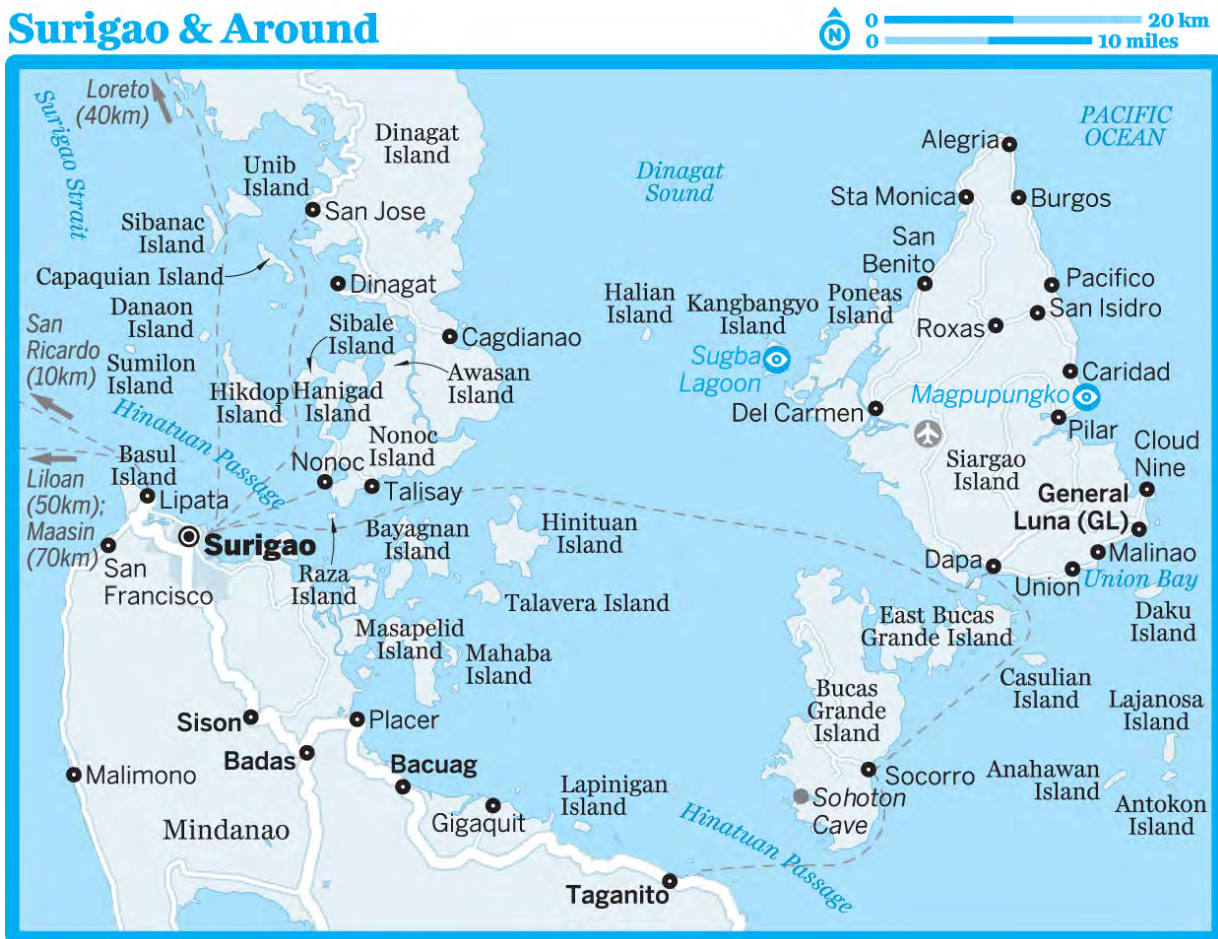 Surigao & Around
N
0
20 km
0
10 miles
Loreto
(40km)
Surigao Strait
Dinagat
Island
Unib
Island
San Jose
Sibanac
Island
Capaquian Island
Dinagat
Danaon
Island
Sibale
Island
Cagdianao
San
Ricardo
(10km)
Sumilon
Island
Hikdop
Island
Hanigad
Island
Awasan
Island
Hinatuan Passage
Nonoc
Island
Basul
Island
Nonoc
Talisay
Liloan
(50km);
Maasin
(70km)
Lipata
Surigao
San
Francisco
Bayagnan
Island
Hinituan
Island
Raza
Island
Talavera Island
Masapelid
Island
Mahaba
Island
Sison
Placer
Badas
Bacuag
Malimono
Mindanao
Gigaquit
Lapinigan
Island
Taganito
Hinatuan Passage
Dinagat
Sound
PACIFIC
OCEAN
Alegria
Sta Monica
Burgos
San
Benito
Pacifico
San Isidro
Halian
Island
Kangbangyo
Island
Poneas
Island
Roxas
Sugba
Lagoon
Caridad
Magpupungko
Del Carmen
Pilar
Siargao
Island
Cloud
Nine
General
Luna (GL)
Dapa
Malinao
Union
Union Bay
Daku
Island
East Bucas
Grande Island
Casulian
Island
Bucas
Grande
Island
Lajanosa
Island
Socorro
Anahawan
Island
Sohoton
Cave
Antokon
Island